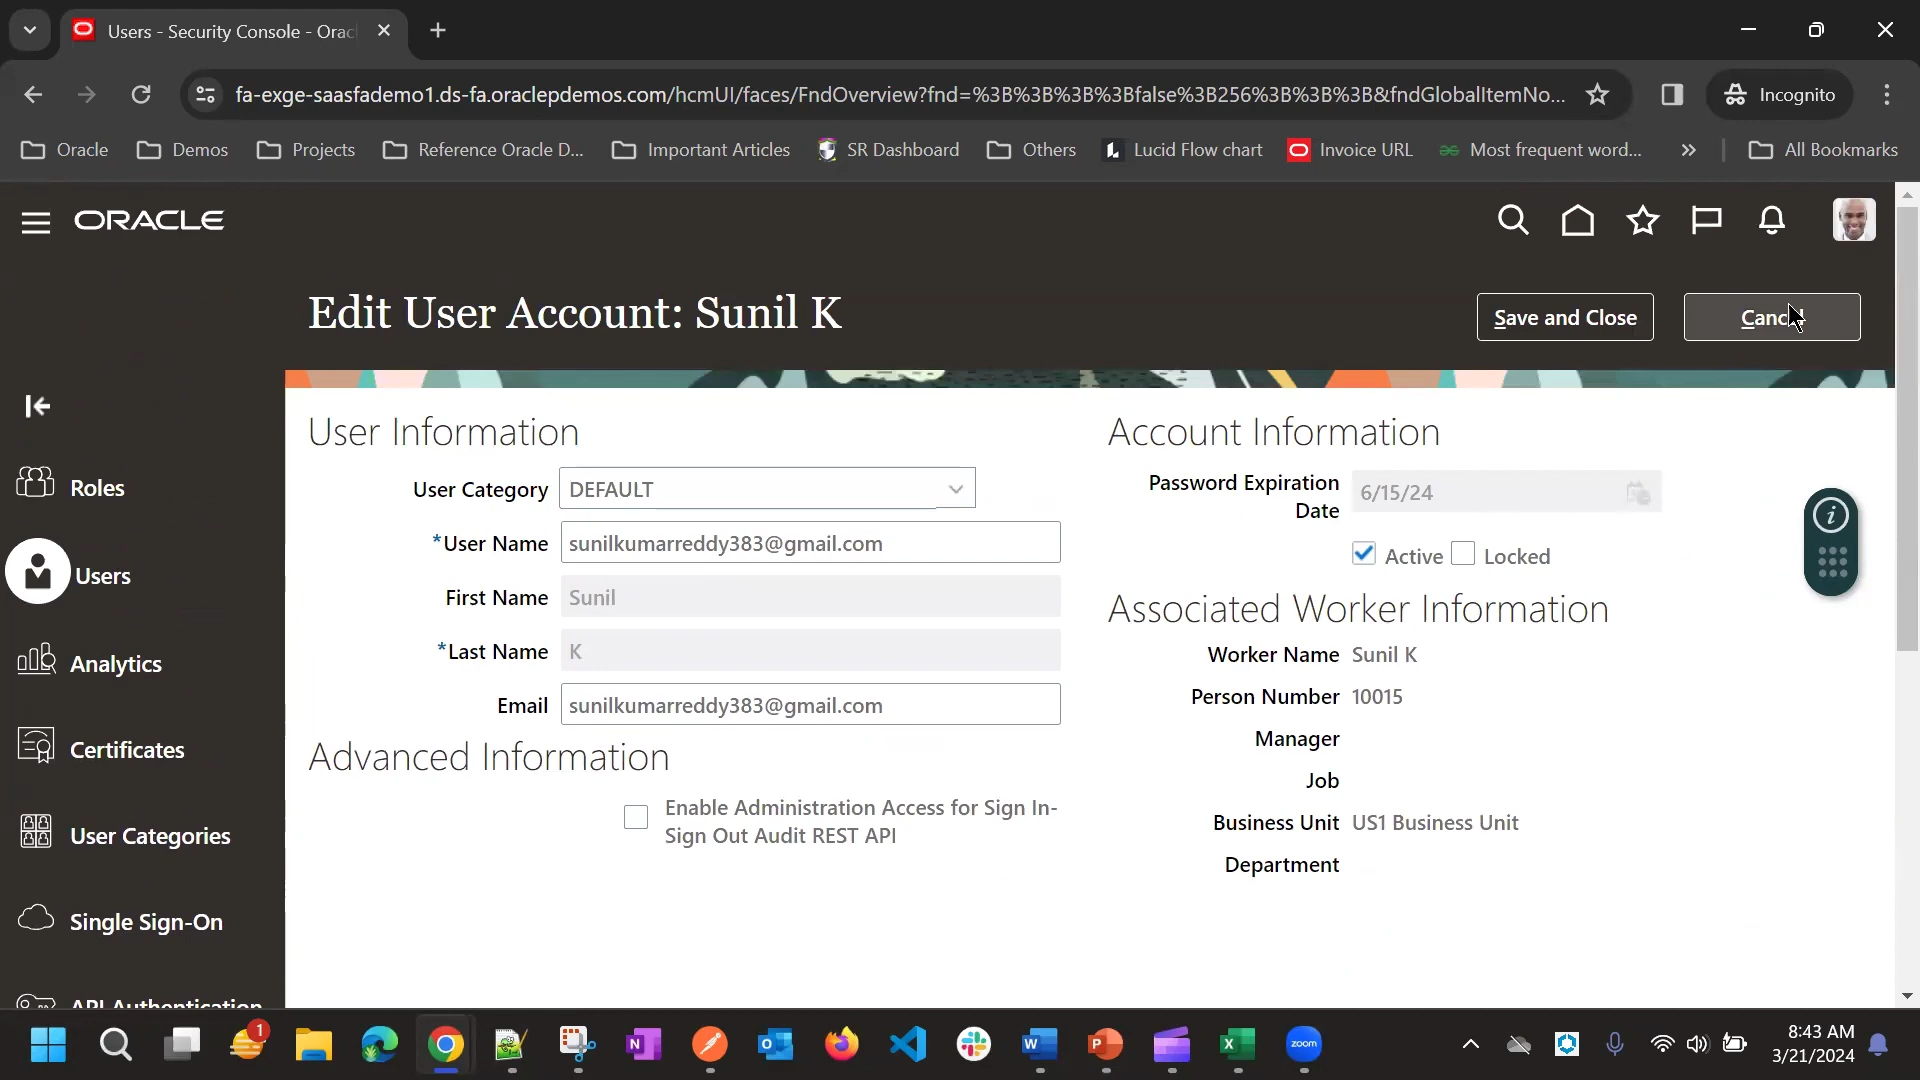 Users - Security Console - Orac
fa-exge-saasfademo1.ds-fa.oraclepdemos.com/hcmUI/faces/FndOverview?fnd=%3B%3B%3B%3Bfalse%3B256%3B%3B%3B&fndGlobalItemNo...
Incognito
Oracle
Demos
Projects
Reference Oracle D...
Important Articles
SR Dashboard
Others
Lucid Flow chart
Invoice URL
Most frequent word...
All Bookmarks
ORACLE
Edit User Account: Sunil K
Save and Close
Cancel
User Information
User Category DEFAULT
*User Name sunilkumarreddy383@gmail.com
First Name Sunil
*Last Name K
Email sunilkumarreddy383@gmail.com
Advanced Information
Enable Administration Access for Sign In-
Sign Out Audit REST API
Account Information
Password Expiration
Date
6/15/24
Active
Locked
Associated Worker Information
Worker Name Sunil K
Person Number 10015
Manager
Job
Business Unit US1 Business Unit
Department
Roles
Users
Analytics
Certificates
User Categories
Single Sign-On
API Authentication
1
zoom
8:43 AM
3/21/2024